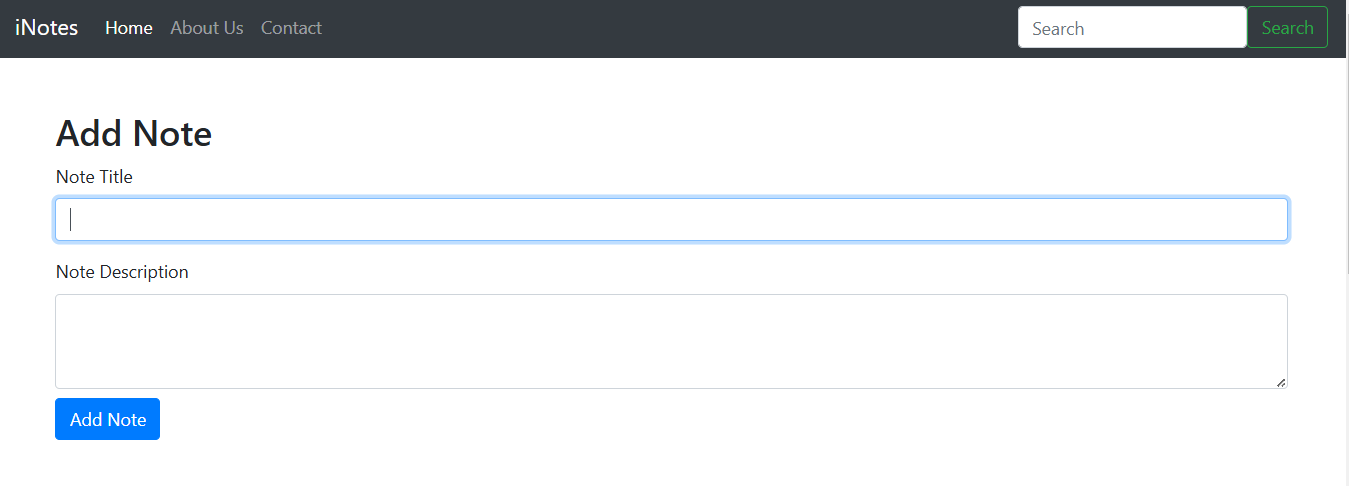 iNotes Home About Us Contact Search Search
Add Note
Note Title
Note Description
Add Note